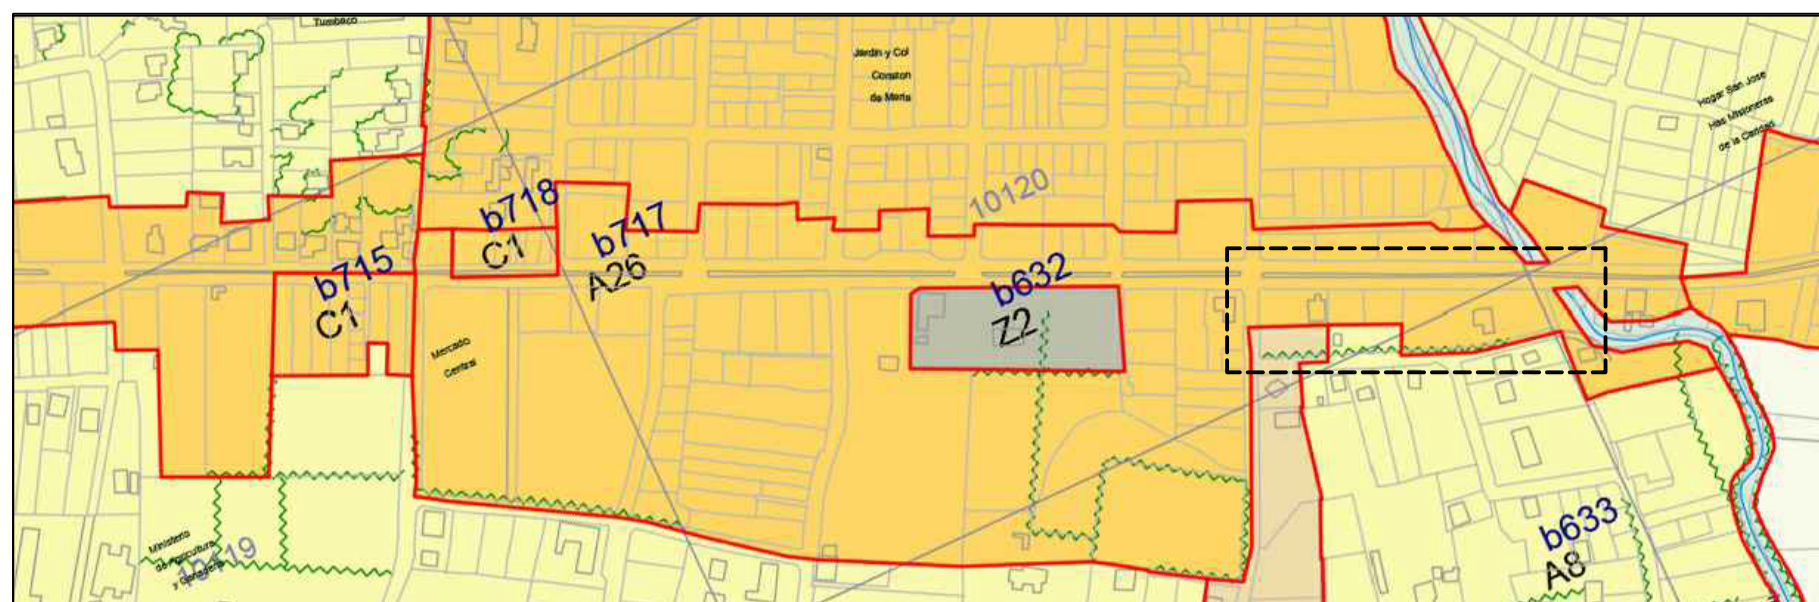 Tumbaco
Jardin y Col
Corazon
de Maria
Hogar San Jose
Hãs Misioneras
de la Caridad
10120
b718
C1
b717
A26
b715
C1
b632
Z2
Mercado
Central
b633
A8
Ministerio
de Agricultura
y Ganaderia
10119